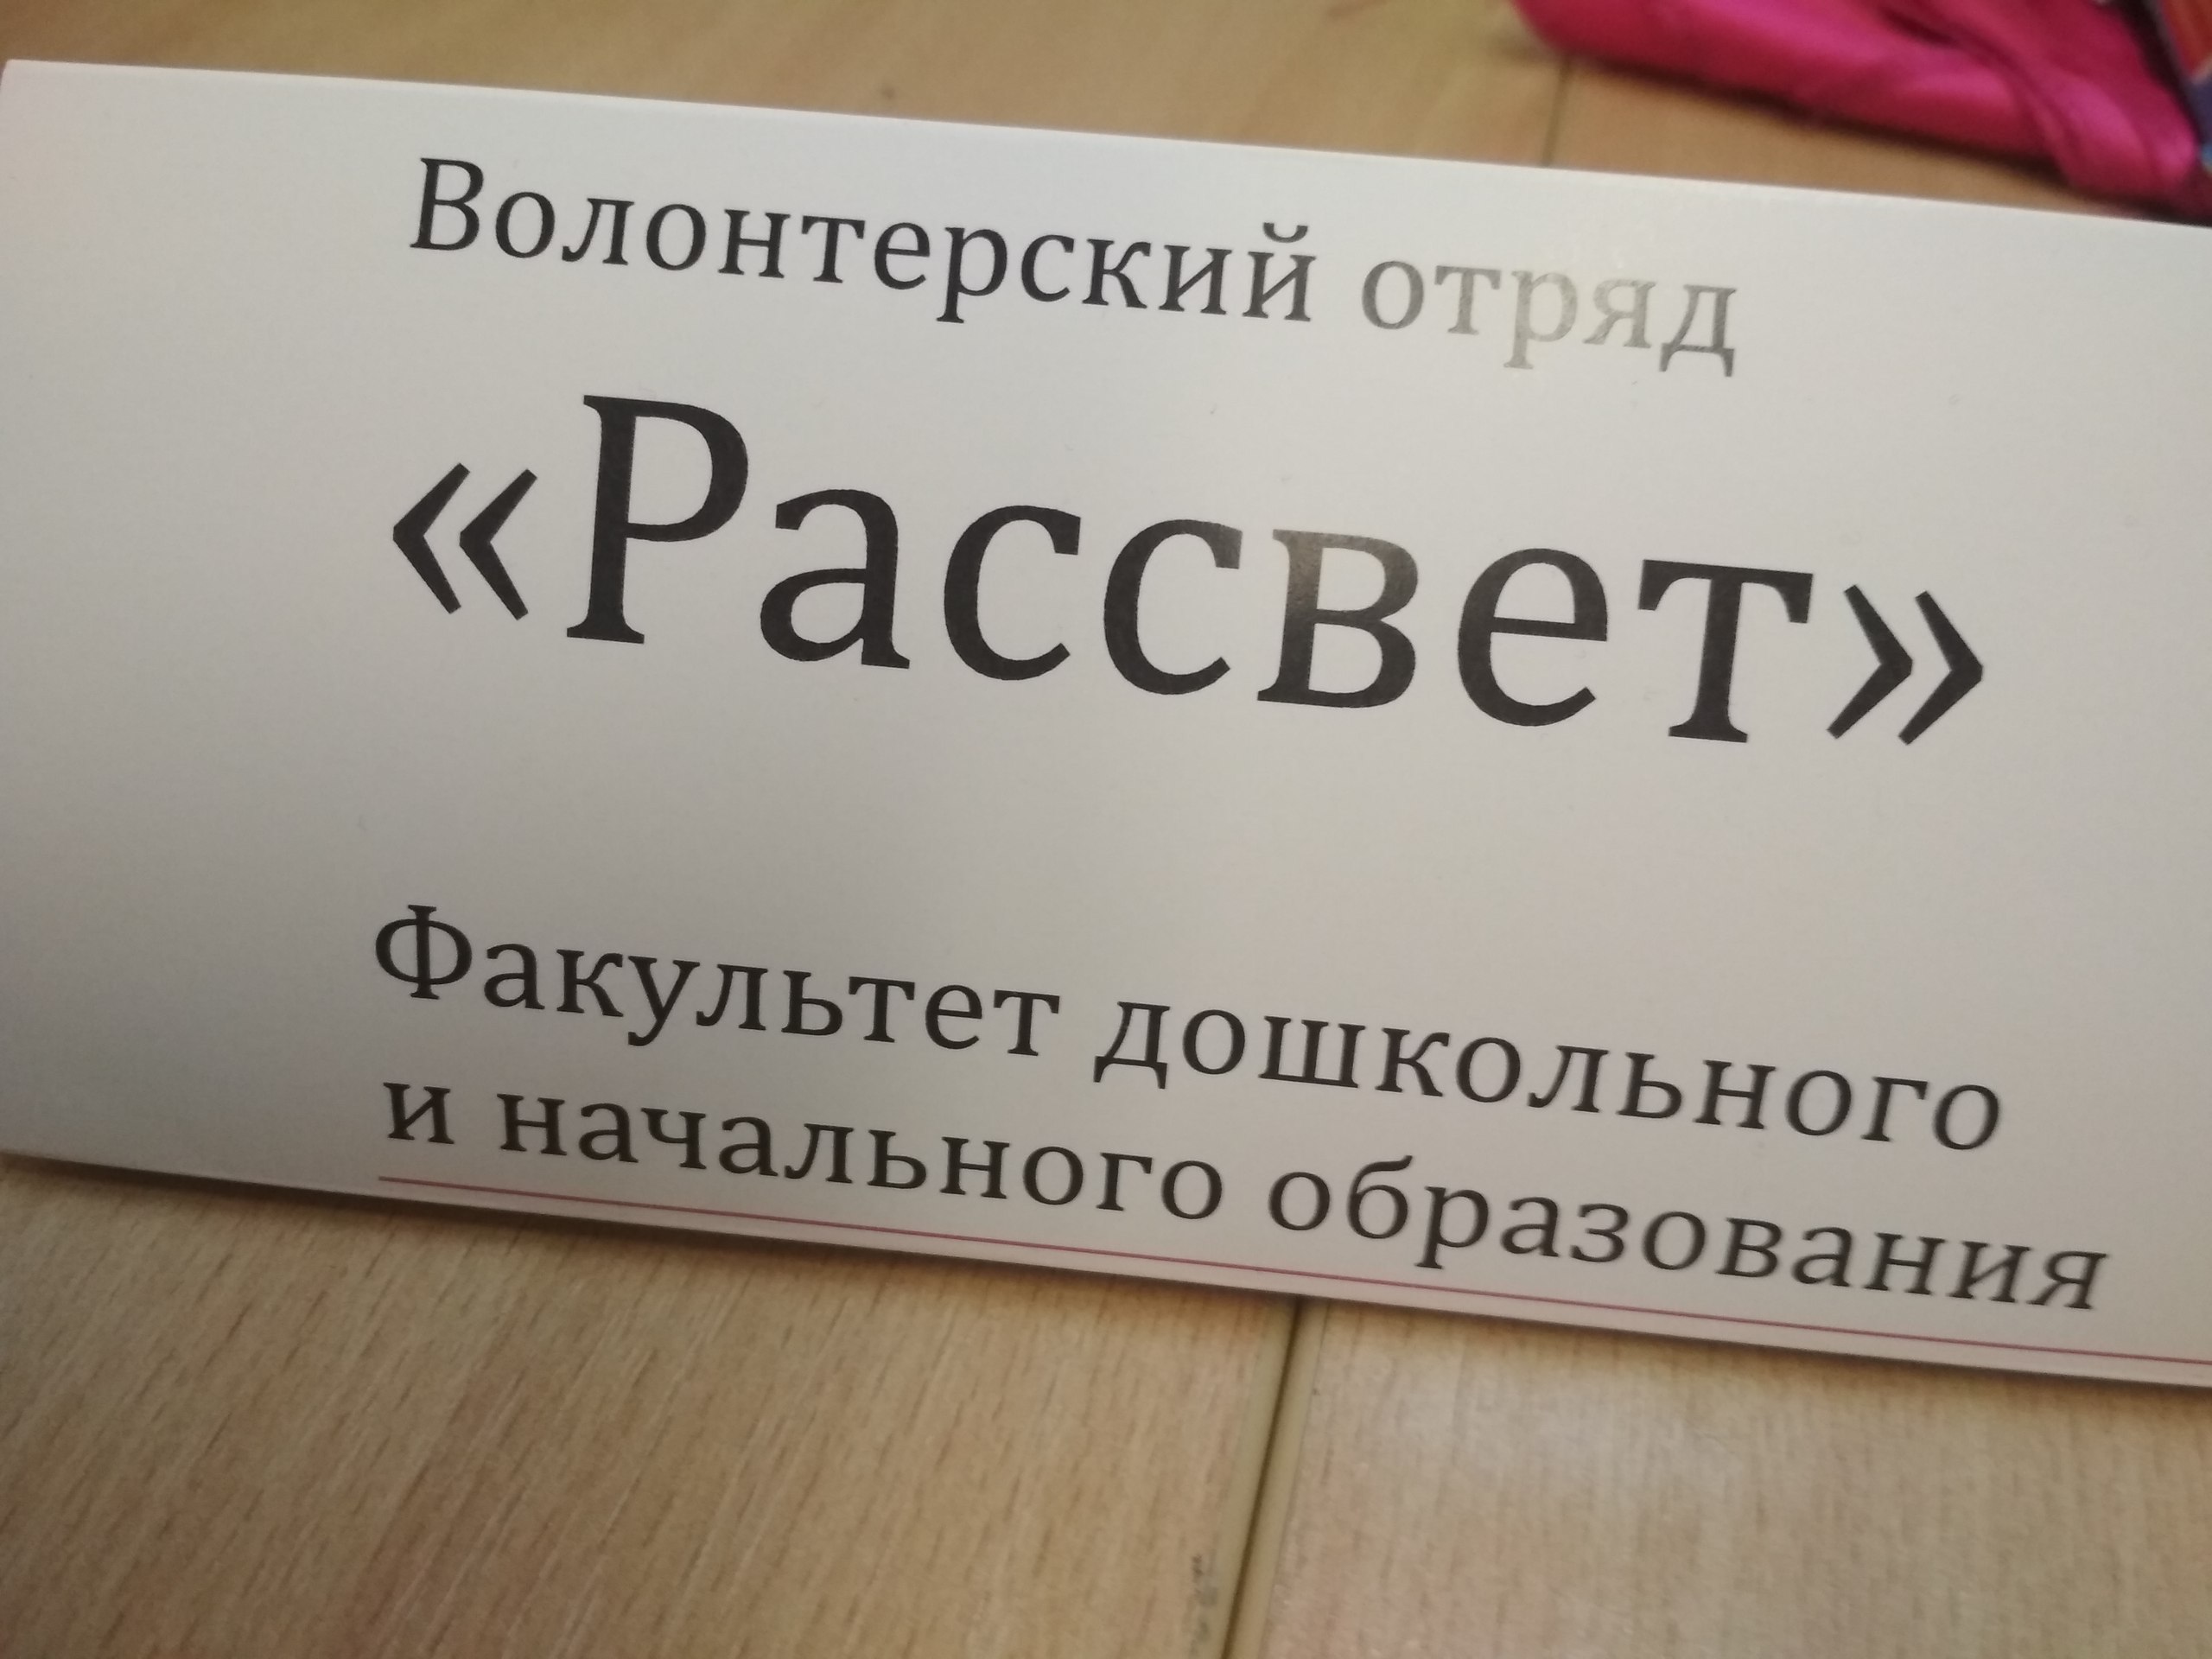 Волонтерский отряд
«Рассвет»
Факультет дошкольного
и начального образования